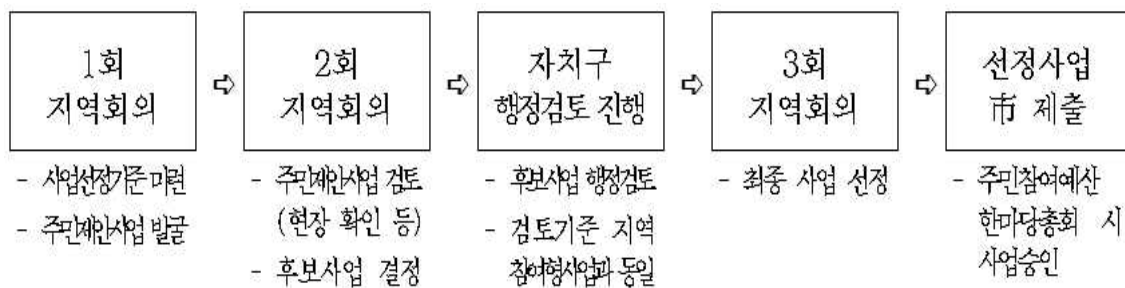 1회
지역회의
⇨
2회
지역회의
⇨
자치구
행정검토 진행
⇨
3회
지역회의
⇨
선정사업
市 제출
- 사업선정기준 마련
- 주민제안사업 발굴
- 주민제안사업 검토
(현장 확인 등)
- 후보사업 결정
- 후보사업 행정검토
- 검토기준 지역
참여형사업과 동일
- 최종 사업 선정
- 주민참여예산
한마당총회 시
사업승인